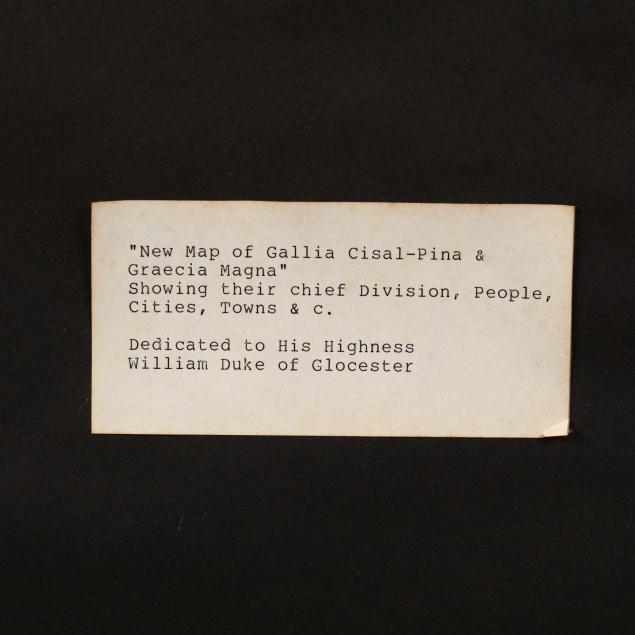 "New Map of Gallia Cisal-Pina &
Graecia Magna"
Showing their chief Division, People,
Cities, Towns & c.
Dedicated to His Highness
William Duke of Glocester